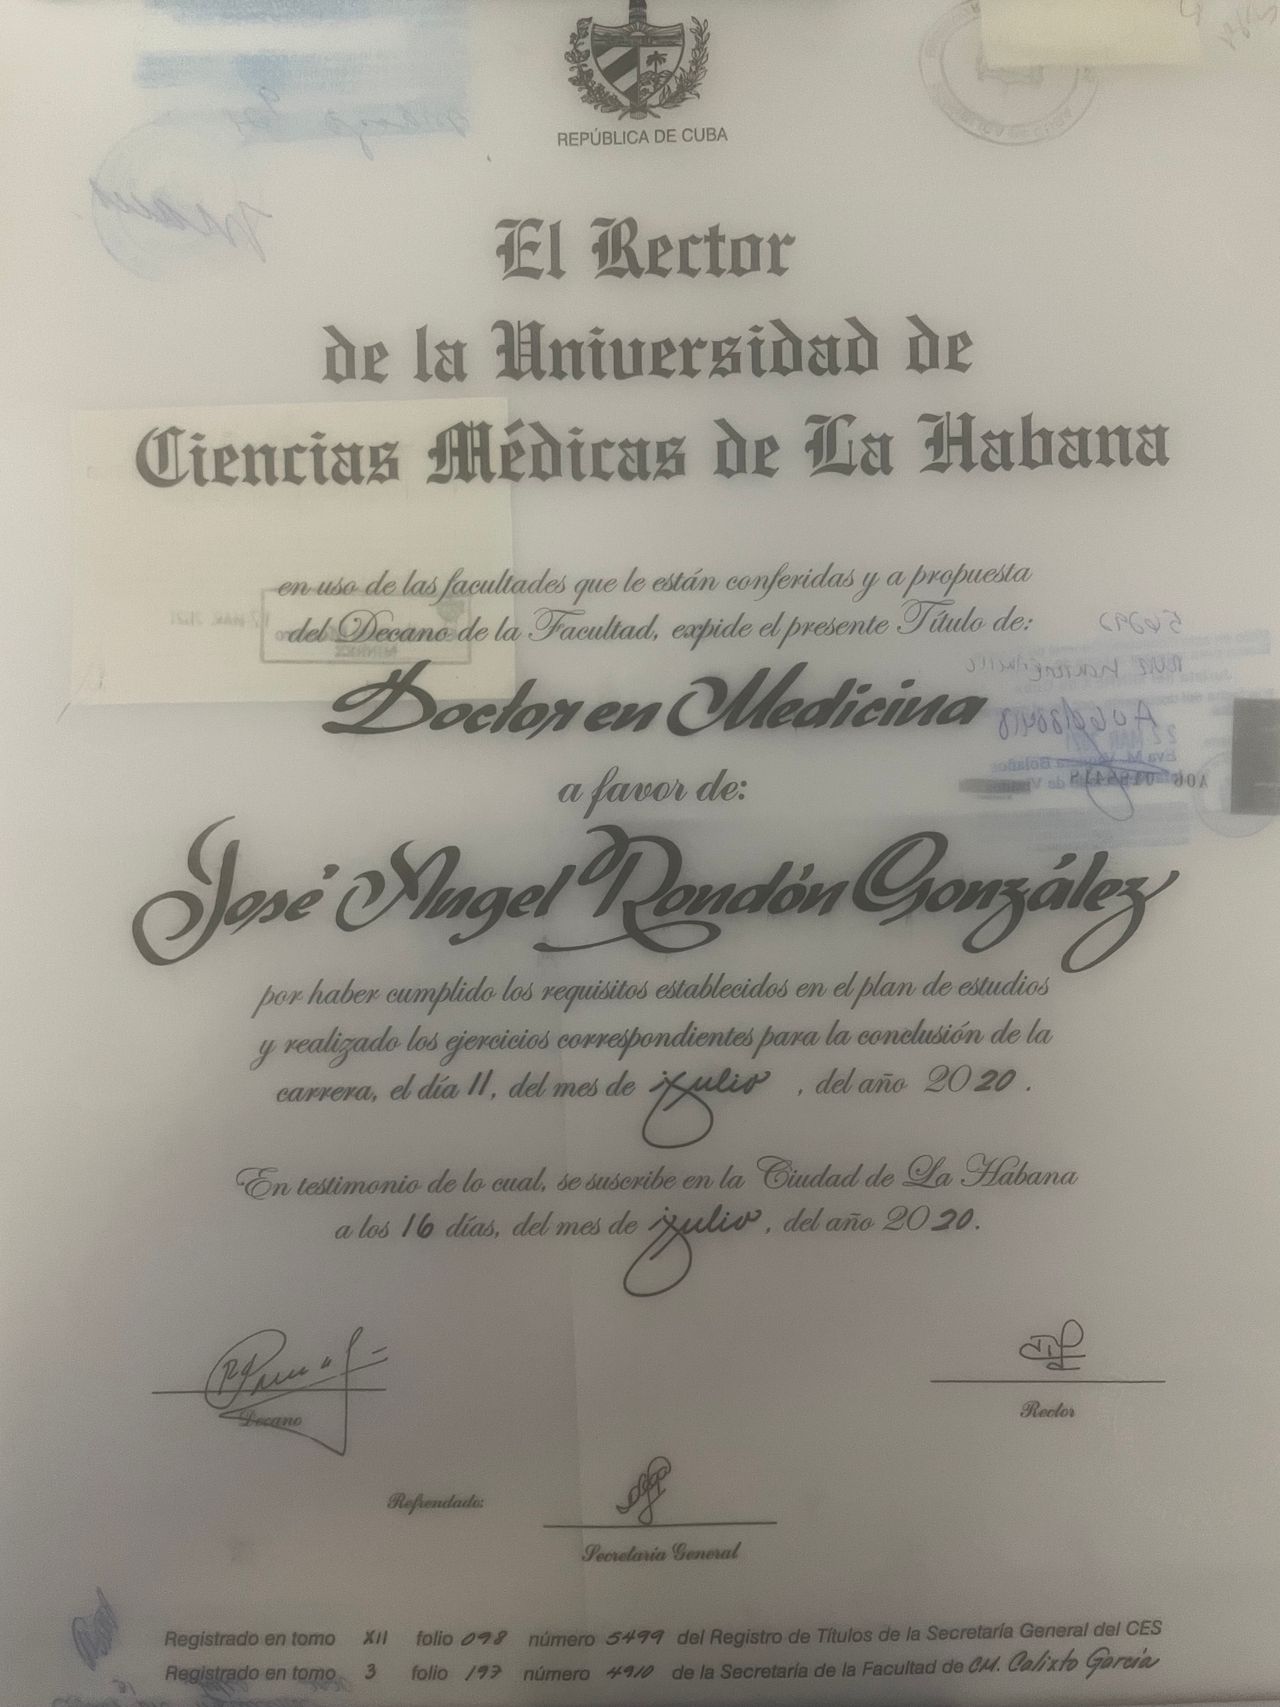 REPÚBLICA DE CUBA
El Rector
de la Universidad de
Ciencias Médicas de La Habana
en uso de las facultades que le están conferidas y a propuesta
del Decano de la Facultad, expide el presente Título de:
Doctor en Medicina
a favor de:
José Angel Rondón González
por haber cumplido los requisitos establecidos en el plan de estudios
y realizado los ejercicios correspondientes para la conclusión de la
carrera, el día 11, del mes de julio, del año 2020.
En testimonio de lo cual, se suscribe en la Ciudad de La Habana
a los 16 días, del mes de julio, del año 2020.
Decano
Rector
Refrendado:
Secretaria General
Registrado en tomo XII folio 098 número 5499 del Registro de Títulos de la Secretaría General del CES
Registrado en tomo 3 folio 197 número 4910 de la Secretaría de la Facultad de CM. Calixto García